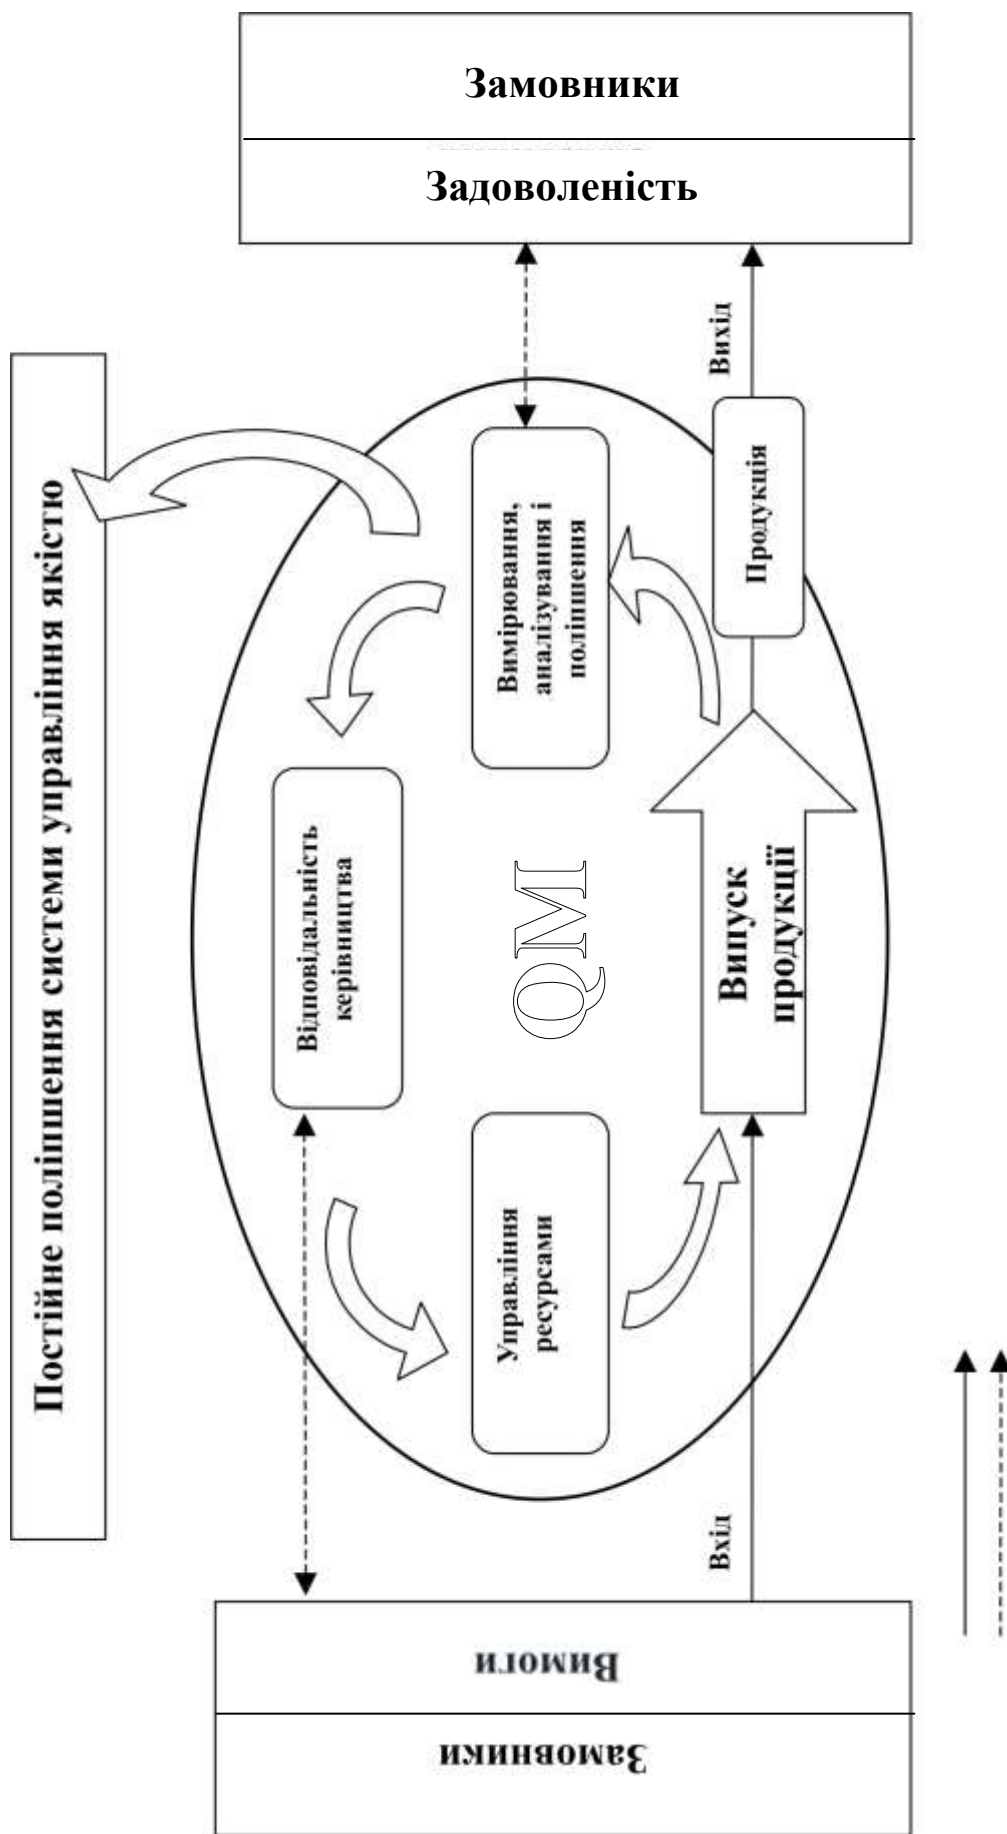 Постійне поліпшення системи управління якістю
Замовники
Вимоги
Вхід
Відповідальність
керівництва
Управління
ресурсами
QM
Вимірювання,
аналізування і
поліпшення
Випуск
продукції
Продукція
Вихід
Замовники
Задоволеність